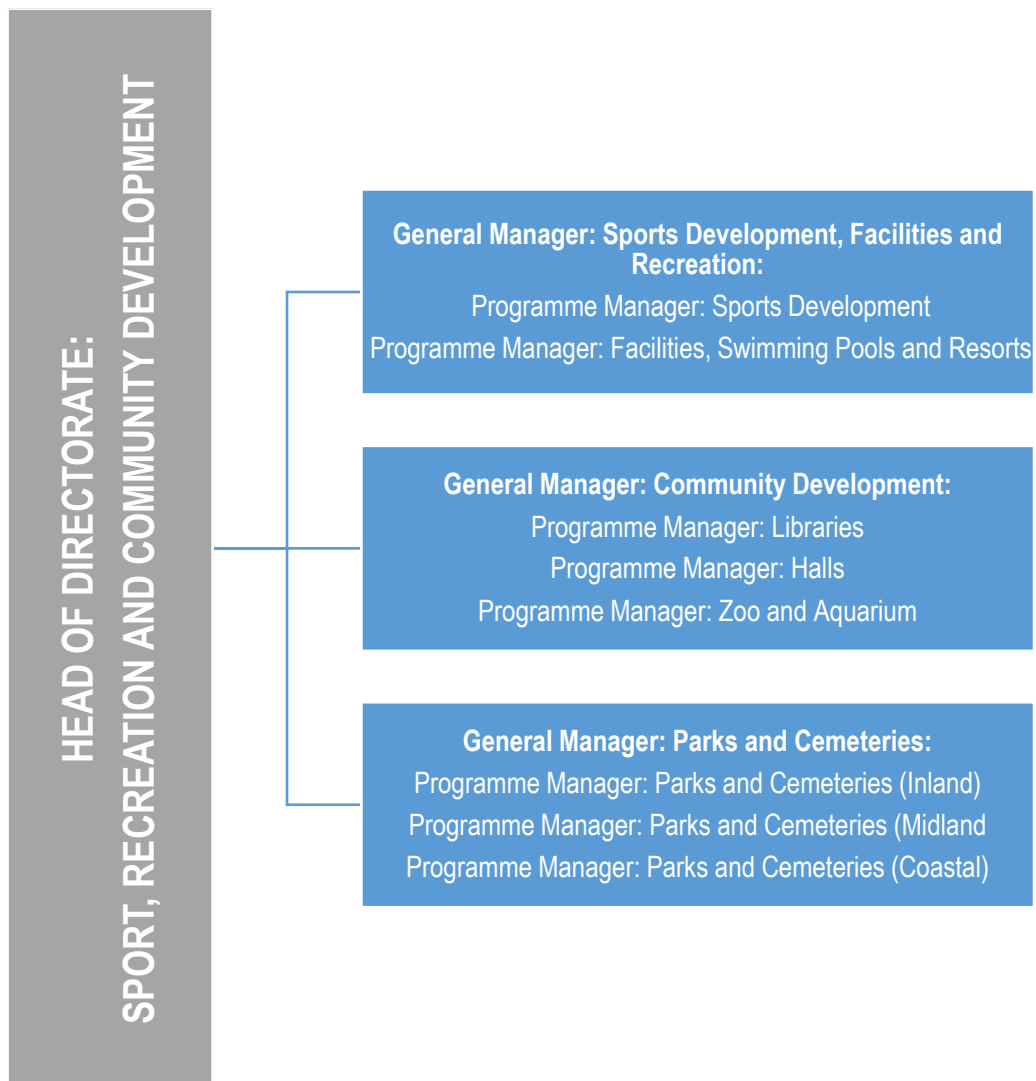 HEAD OF DIRECTORATE:
SPORT, RECREATION AND COMMUNITY DEVELOPMENT
General Manager: Sports Development, Facilities and
Recreation:
Programme Manager: Sports Development
Programme Manager: Facilities, Swimming Pools and Resorts
General Manager: Community Development:
Programme Manager: Libraries
Programme Manager: Halls
Programme Manager: Zoo and Aquarium
General Manager: Parks and Cemeteries:
Programme Manager: Parks and Cemeteries (Inland)
Programme Manager: Parks and Cemeteries (Midland
Programme Manager: Parks and Cemeteries (Coastal)